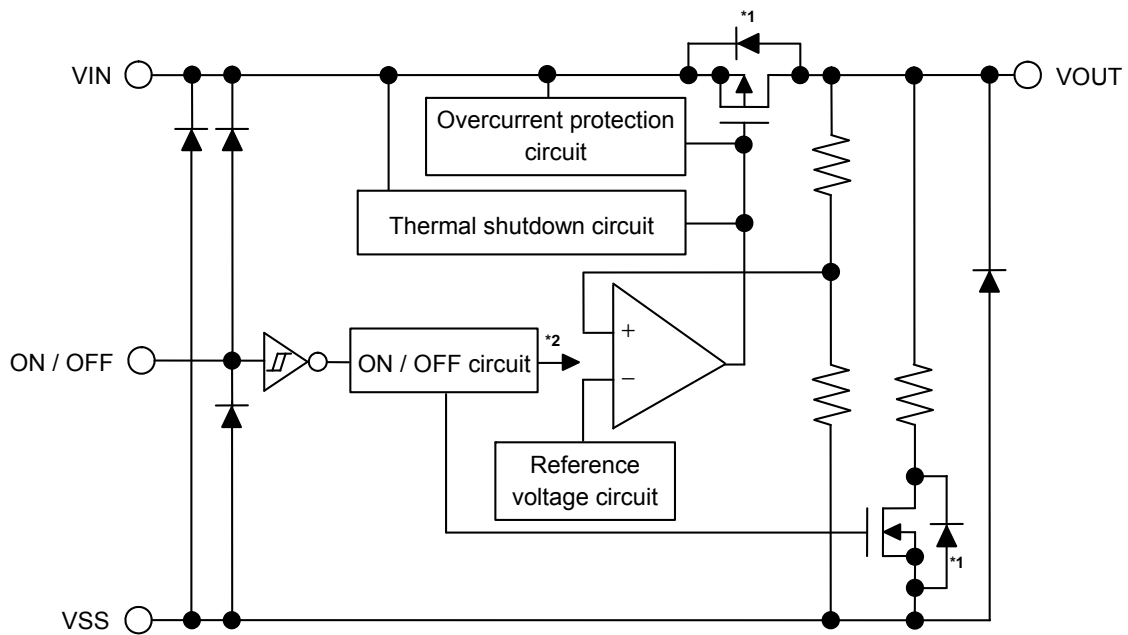 *1
VIN
VOUT
Overcurrent protection
circuit
Thermal shutdown circuit
ON / OFF
ON / OFF circuit
*2
+
−
Reference
voltage circuit
*1
VSS